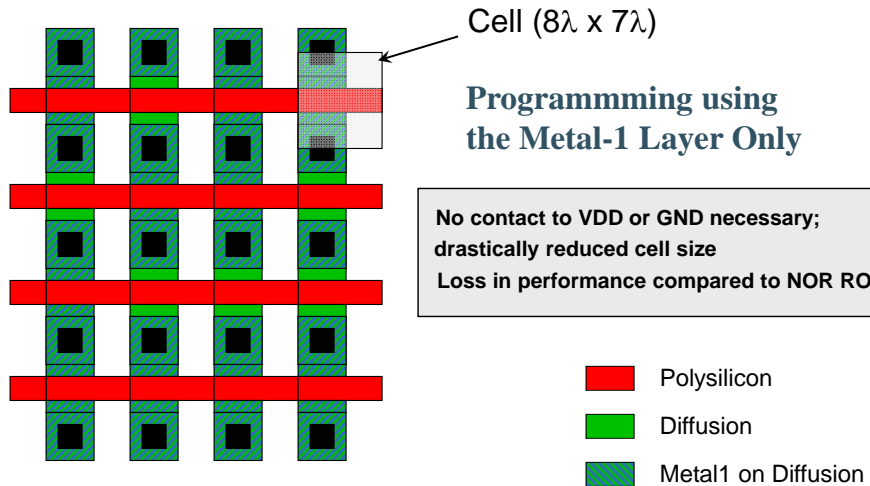 Cell (8λ x 7λ)
Programmming using
the Metal-1 Layer Only
No contact to VDD or GND necessary;
drastically reduced cell size
Loss in performance compared to NOR RO
Polysilicon
Diffusion
Metal1 on Diffusion